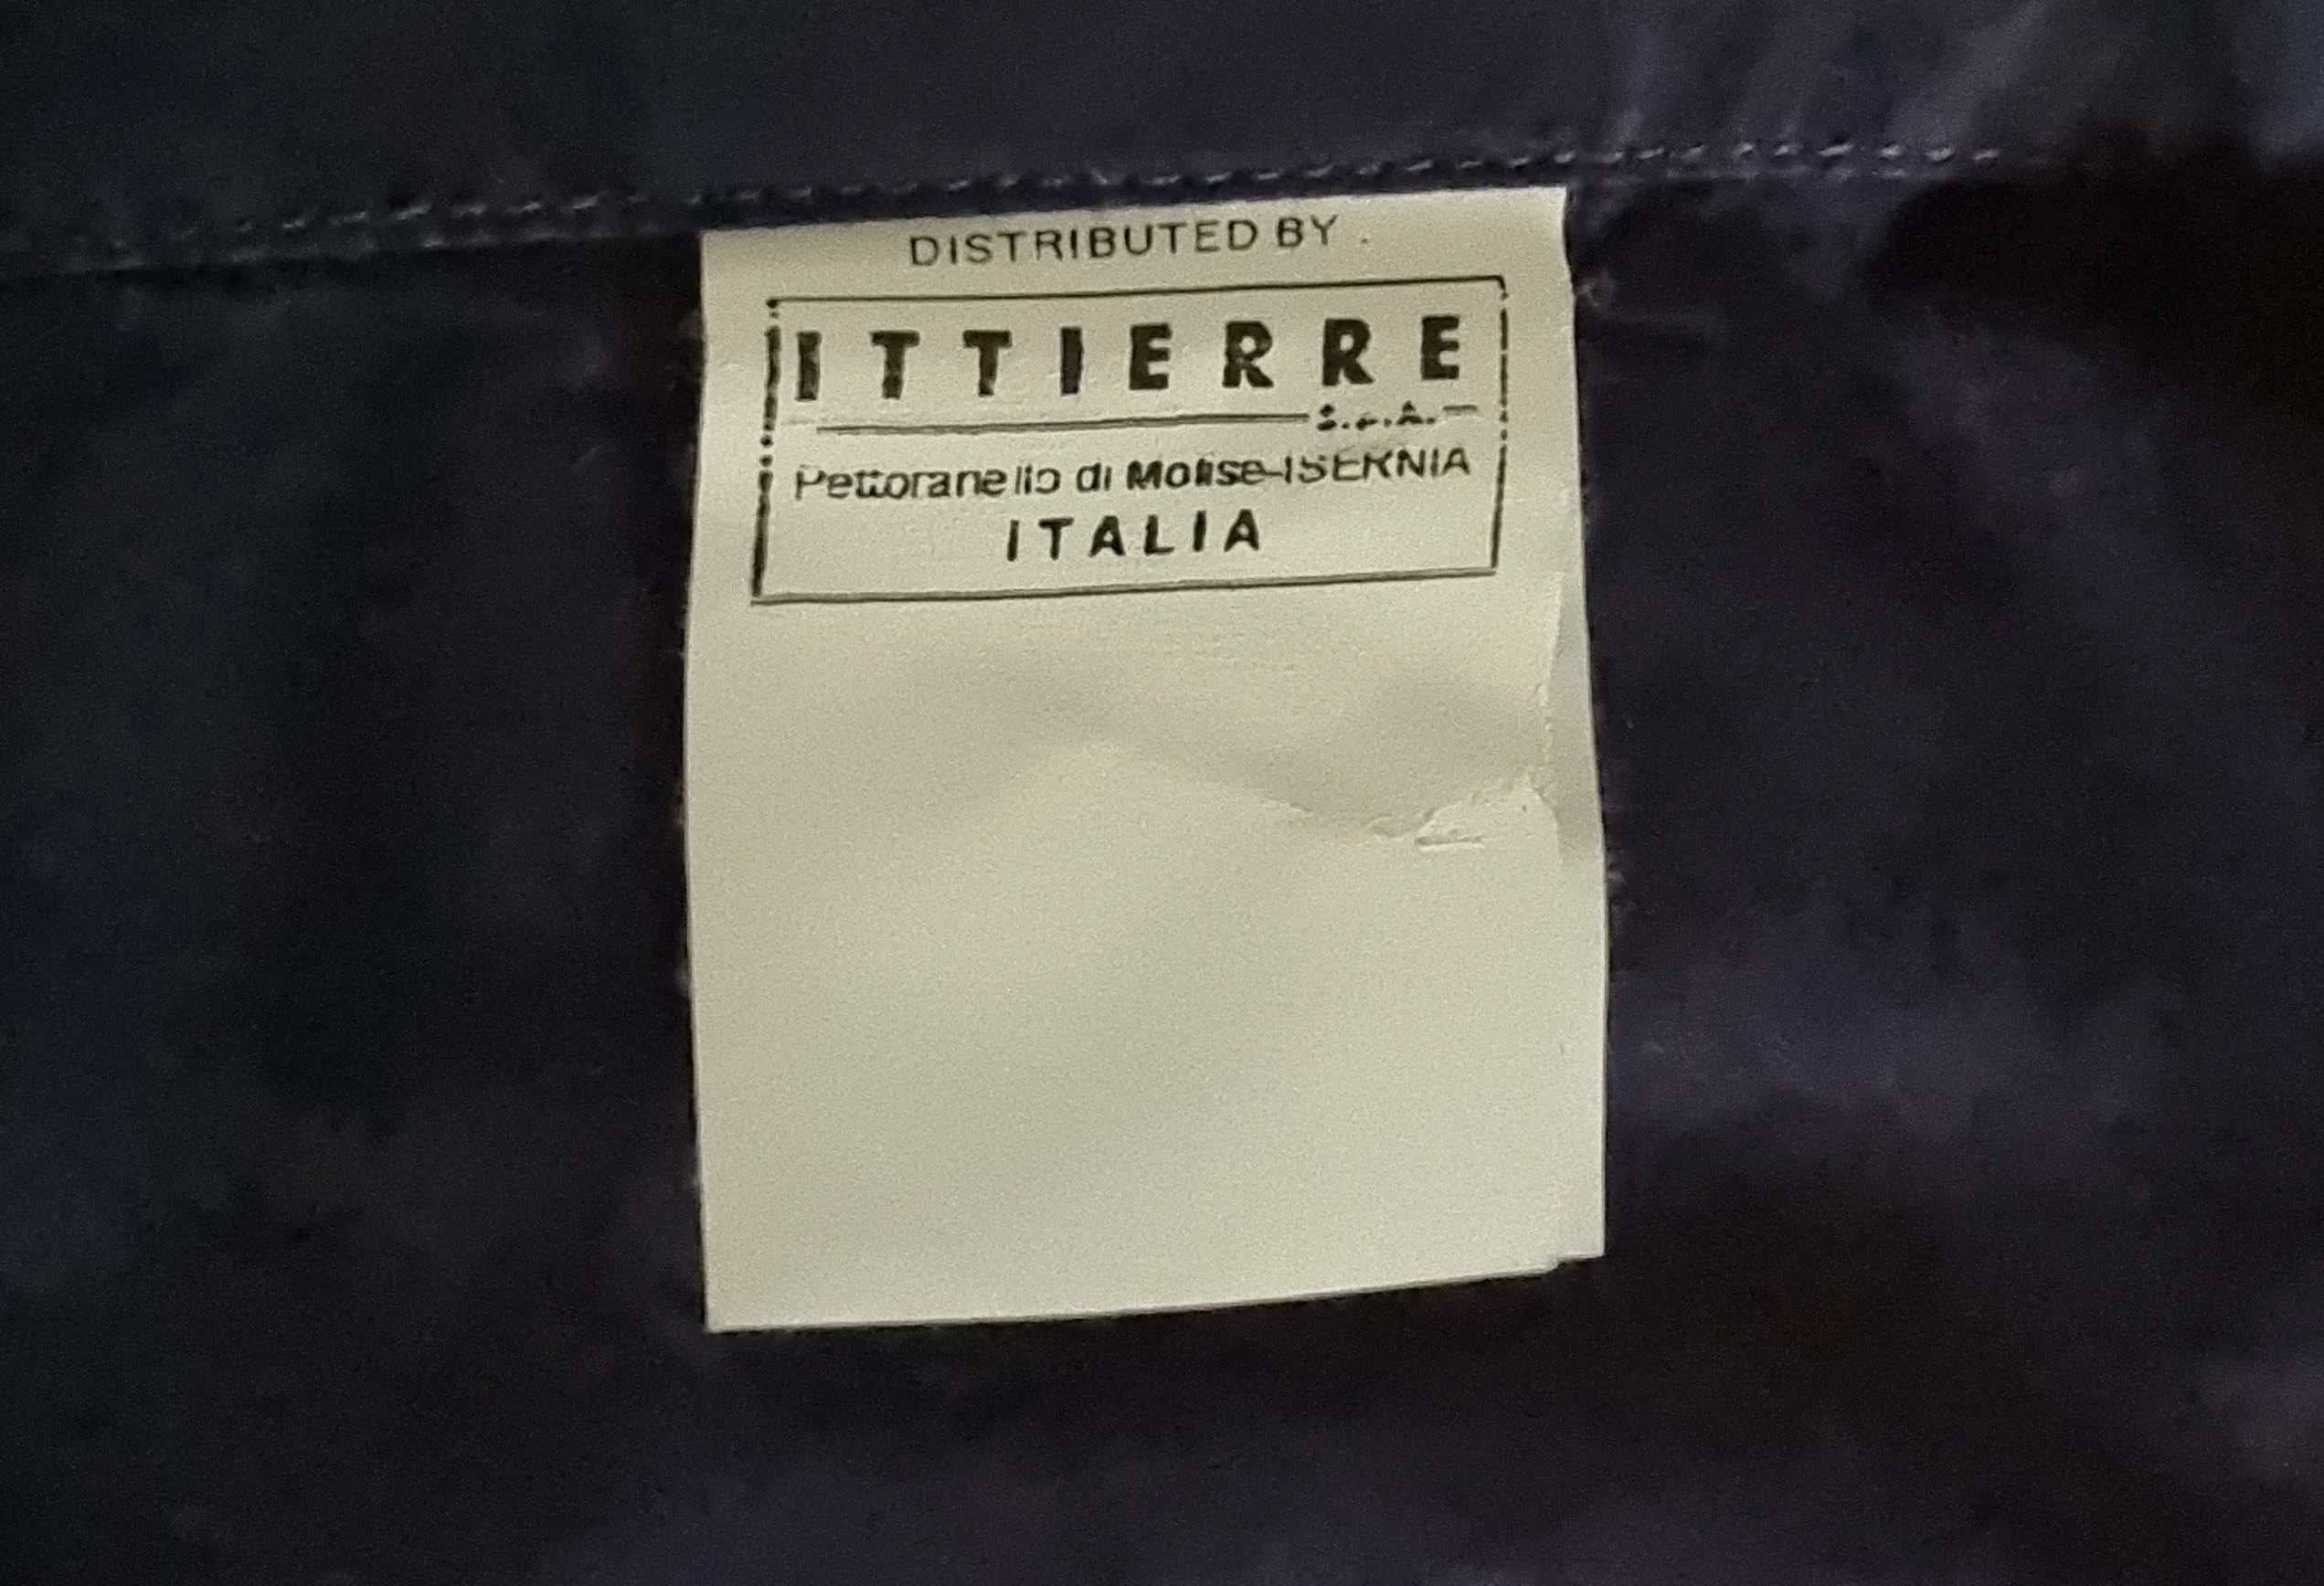 DISTRIBUTED BY
ITTIERRE
S.p.A.
Pettoranello di Molise-ISERNIA
ITALIA